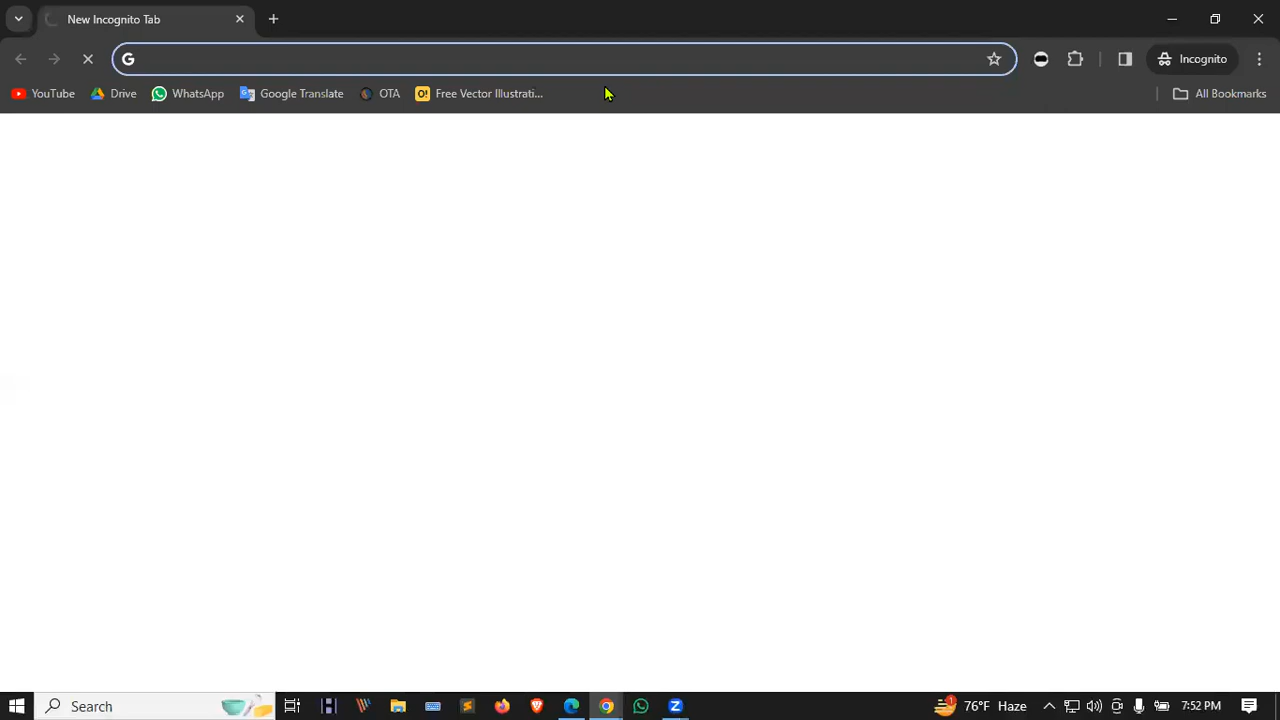 New Incognito Tab
Incognito
YouTube Drive WhatsApp Google Translate OTA Free Vector Illustrati... All Bookmarks
Search 76°F Haze 7:52 PM